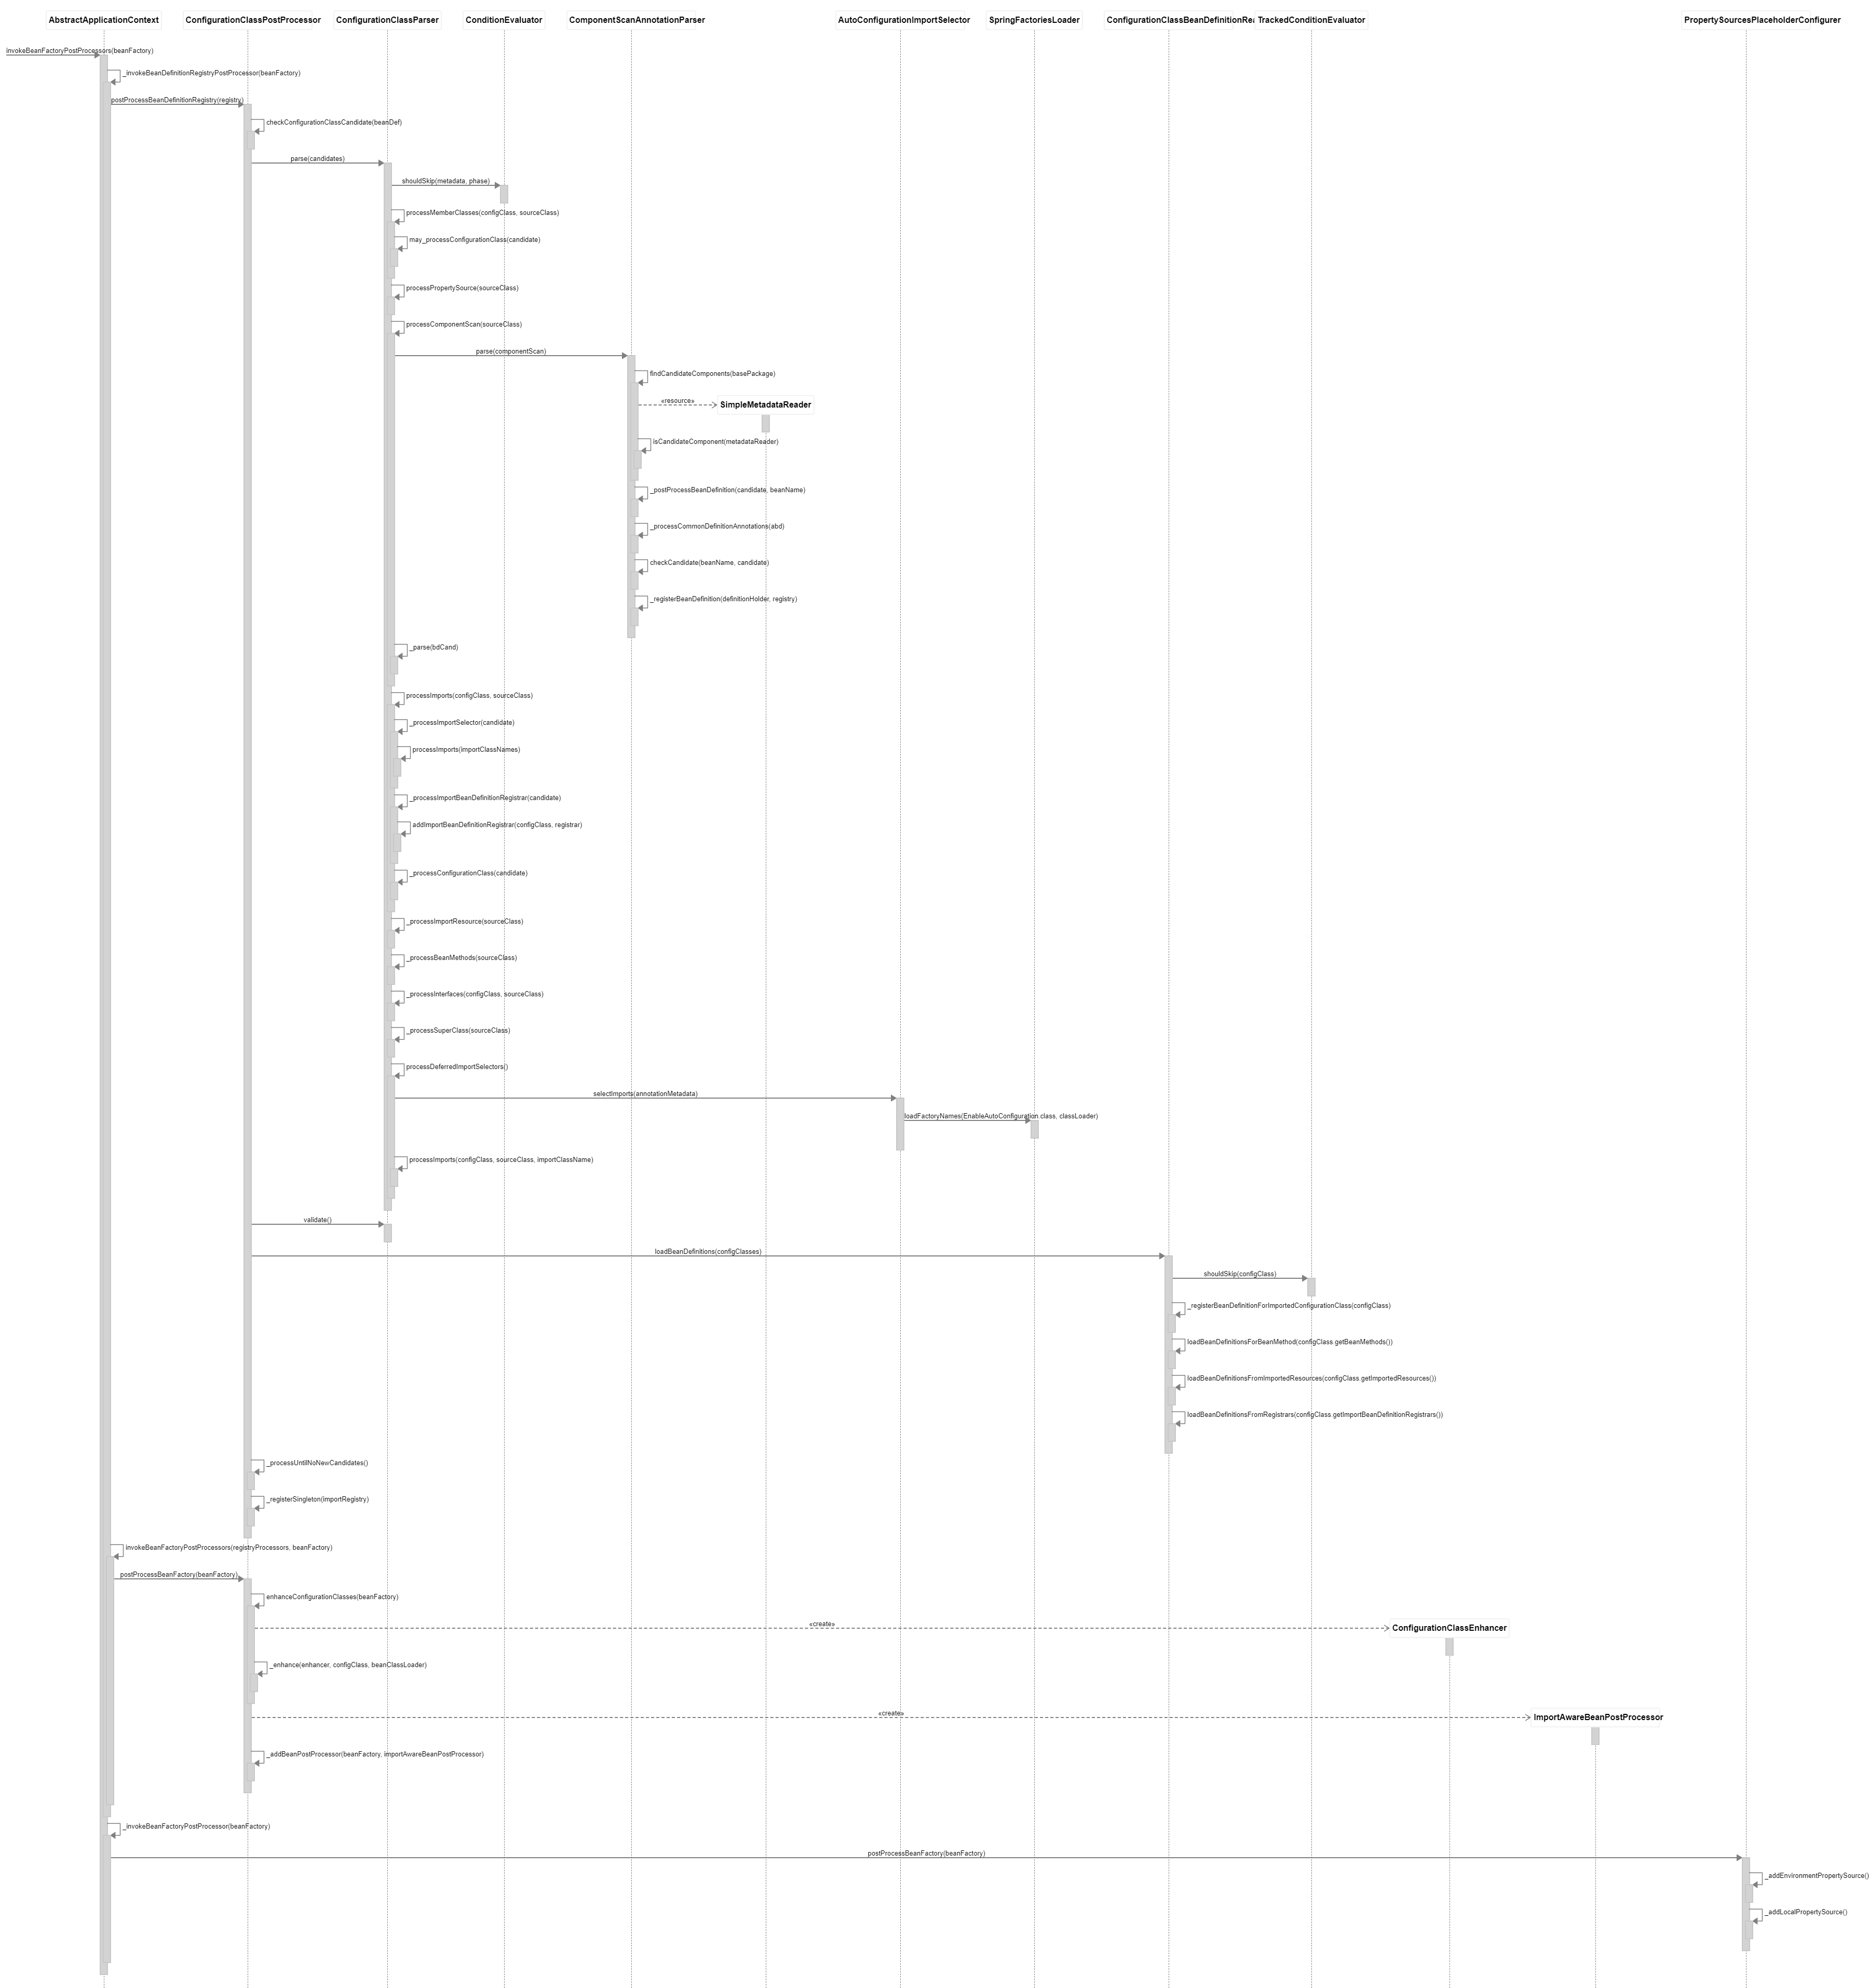 AbstractApplicationContext
ConfigurationClassPostProcessor
ConfigurationClassParser
ConditionEvaluator
ComponentScanAnnotationParser
AutoConfigurationImportSelector
SpringFactoriesLoader
ConfigurationClassBeanDefinitionRea
TrackedConditionEvaluator
PropertySourcesPlaceholderConfigurer
invokeBeanFactoryPostProcessors(beanFactory)
_invokeBeanDefinitionRegistryPostProcessor(beanFactory)
postProcessBeanDefinitionRegistry(registry)
checkConfigurationClassCandidate(beanDef)
parse(candidates)
shouldSkip(metadata, phase)
processMemberClasses(configClass, sourceClass)
may_processConfigurationClass(candidate)
processPropertySource(sourceClass)
processComponentScan(sourceClass)
parse(componentScan)
findCandidateComponents(basePackage)
«resource»
SimpleMetadataReader
isCandidateComponent(metadataReader)
_postProcessBeanDefinition(candidate, beanName)
_processCommonDefinitionAnnotations(abd)
checkCandidate(beanName, candidate)
_registerBeanDefinition(definitionHolder, registry)
_parse(bdCand)
processImports(configClass, sourceClass)
_processImportSelector(candidate)
processImports(importClassNames)
_processImportBeanDefinitionRegistrar(candidate)
addImportBeanDefinitionRegistrar(configClass, registrar)
_processConfigurationClass(candidate)
_processImportResource(sourceClass)
_processBeanMethods(sourceClass)
_processInterfaces(configClass, sourceClass)
_processSuperClass(sourceClass)
processDeferredImportSelectors()
selectImports(annotationMetadata)
loadFactoryNames(EnableAutoConfiguration.class, classLoader)
processImports(configClass, sourceClass, importClassName)
validate()
loadBeanDefinitions(configClasses)
shouldSkip(configClass)
_registerBeanDefinitionForImportedConfigurationClass(configClass)
loadBeanDefinitionsForBeanMethod(configClass.getBeanMethods())
loadBeanDefinitionsFromImportedResources(configClass.getImportedResources())
loadBeanDefinitionsFromRegistrars(configClass.getImportBeanDefinitionRegistrars())
_processUntilNoNewCandidates()
_registerSingleton(importRegistry)
invokeBeanFactoryPostProcessors(registryProcessors, beanFactory)
postProcessBeanFactory(beanFactory)
enhanceConfigurationClasses(beanFactory)
«create»
ConfigurationClassEnhancer
_enhance(enhancer, configClass, beanClassLoader)
«create»
ImportAwareBeanPostProcessor
_addBeanPostProcessor(beanFactory, importAwareBeanPostProcessor)
_invokeBeanFactoryPostProcessor(beanFactory)
postProcessBeanFactory(beanFactory)
_addEnvironmentPropertySource()
_addLocalPropertySource()